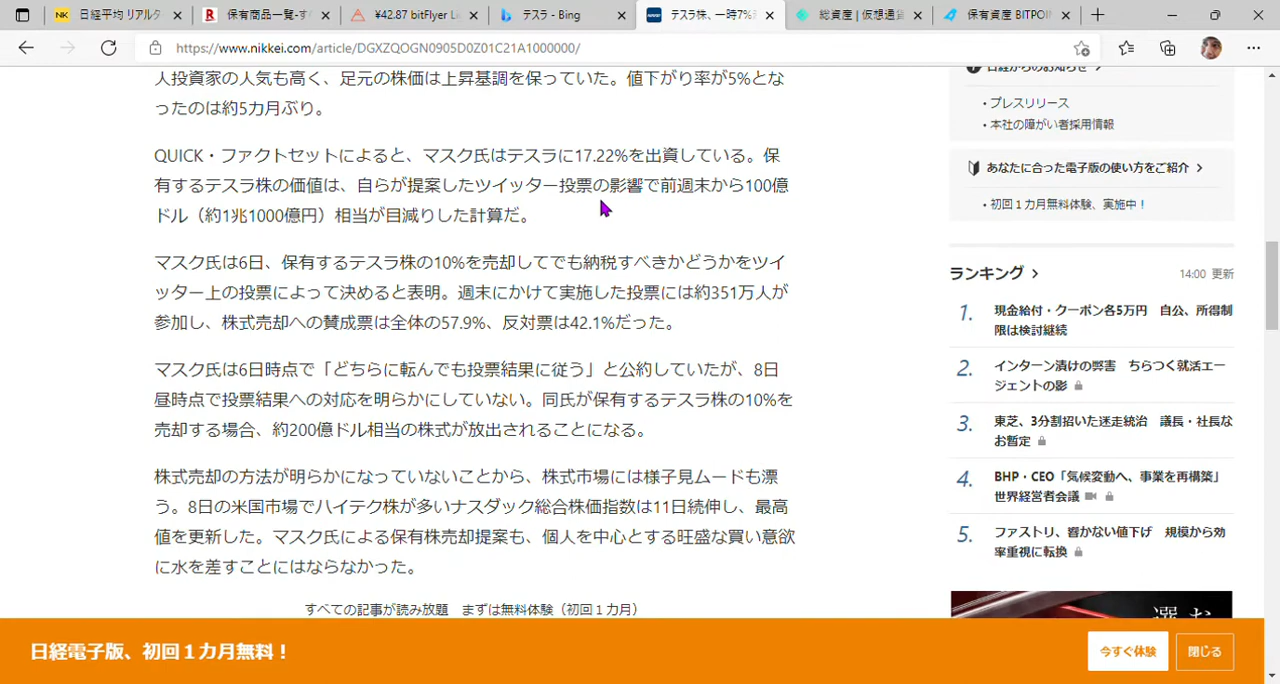 日経平均 リアルタ
保有商品一覧-す
¥42.87 bitFlyer Li
テスラ - Bing
テスラ株、一時7%
総資産 | 仮想通貨
保有資産 BITPOIN
https://www.nikkei.com/article/DGXZQOGN0905D0Z01C21A1000000/
人投資家の人気も高く、足元の株価は上昇基調を保っていた。値下がり率が5%とな
ったのは約5カ月ぶり。
QUICK・ファクトセットによると、マスク氏はテスラに17.22%を出資している。保
有するテスラ株の価値は、自らが提案したツイッター投票の影響で前週末から100億
ドル（約1兆1000億円）相当が目減りした計算だ。
マスク氏は6日、保有するテスラ株の10%を売却してでも納税すべきかどうかをツイ
ッター上の投票によって決めると表明。週末にかけて実施した投票には約351万人が
参加し、株式売却への賛成票は全体の57.9%、反対票は42.1%だった。
マスク氏は6日時点で「どちらに転んでも投票結果に従う」と公約していたが、8日
昼時点で投票結果への対応を明らかにしていない。同氏が保有するテスラ株の10%を
売却する場合、約200億ドル相当の株式が放出されることになる。
株式売却の方法が明らかになっていないことから、株式市場には様子見ムードも漂
う。8日の米国市場でハイテク株が多いナスダック総合株価指数は11日続伸し、最高
値を更新した。マスク氏による保有株売却提案も、個人を中心とする旺盛な買い意欲
に水を差すことにはならなかった。
すべての記事が読み放題　まずは無料体験（初回１カ月）
日経からのお知らせ
・プレスリリース
・本社の障がい者採用情報
あなたに合った電子版の使い方をご紹介
・初回１カ月無料体験、実施中！
ランキング
14:00 更新
1. 現金給付・クーポン各5万円　自公、所得制
限は検討継続
2. インターン漬けの弊害　ちらつく就活エー
ジェントの影
3. 東芝、3分割招いた迷走統治　議長・社長な
お暫定
4. BHP・CEO「気候変動へ、事業を再構築」
世界経営者会議
5. ファストリ、響かない値下げ　規模から効
率重視に転換
日経電子版、初回１カ月無料！
今すぐ体験
閉じる